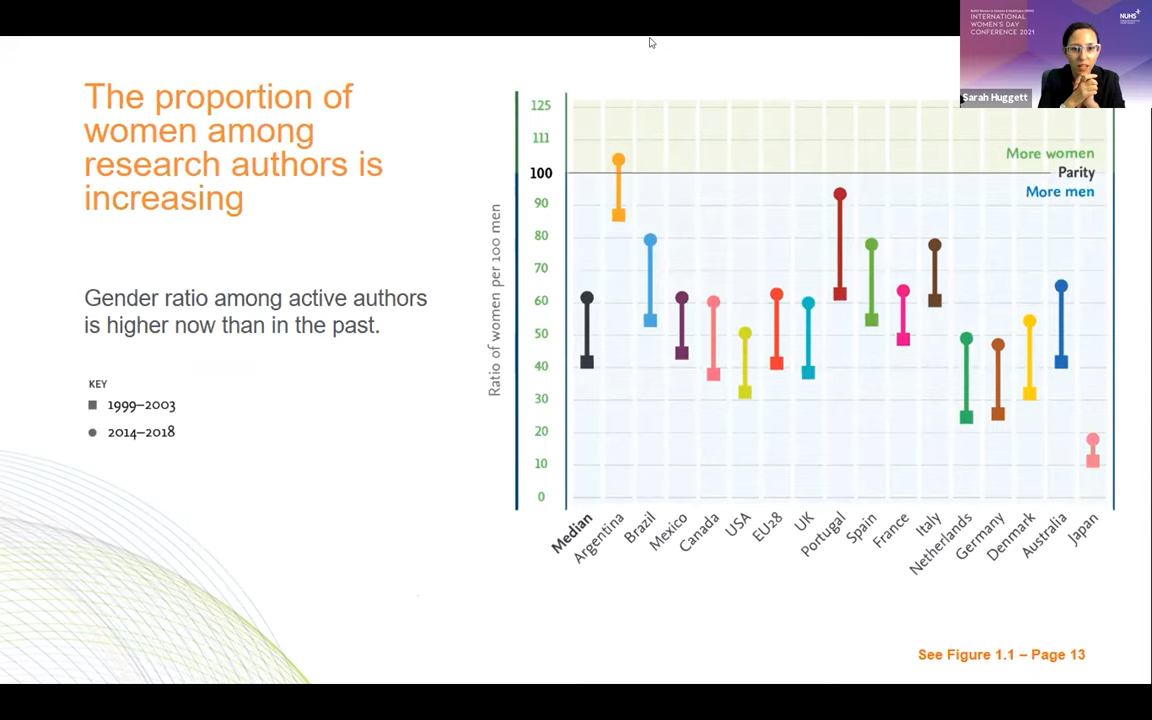 INTERNATIONAL
WOMEN'S DAY
CONFERENCE 2021
NUHS
Sarah Huggett
The proportion of
women among
research authors is
increasing
Gender ratio among active authors
is higher now than in the past.
KEY
1999–2003
2014–2018
Ratio of women per 100 men
125
111
100
90
80
70
60
50
40
30
20
10
0
More women
Parity
More men
Median
Argentina
Brazil
Mexico
Canada
USA
EU28
UK
Portugal
Spain
France
Italy
Netherlands
Germany
Denmark
Australia
Japan
See Figure 1.1 – Page 13